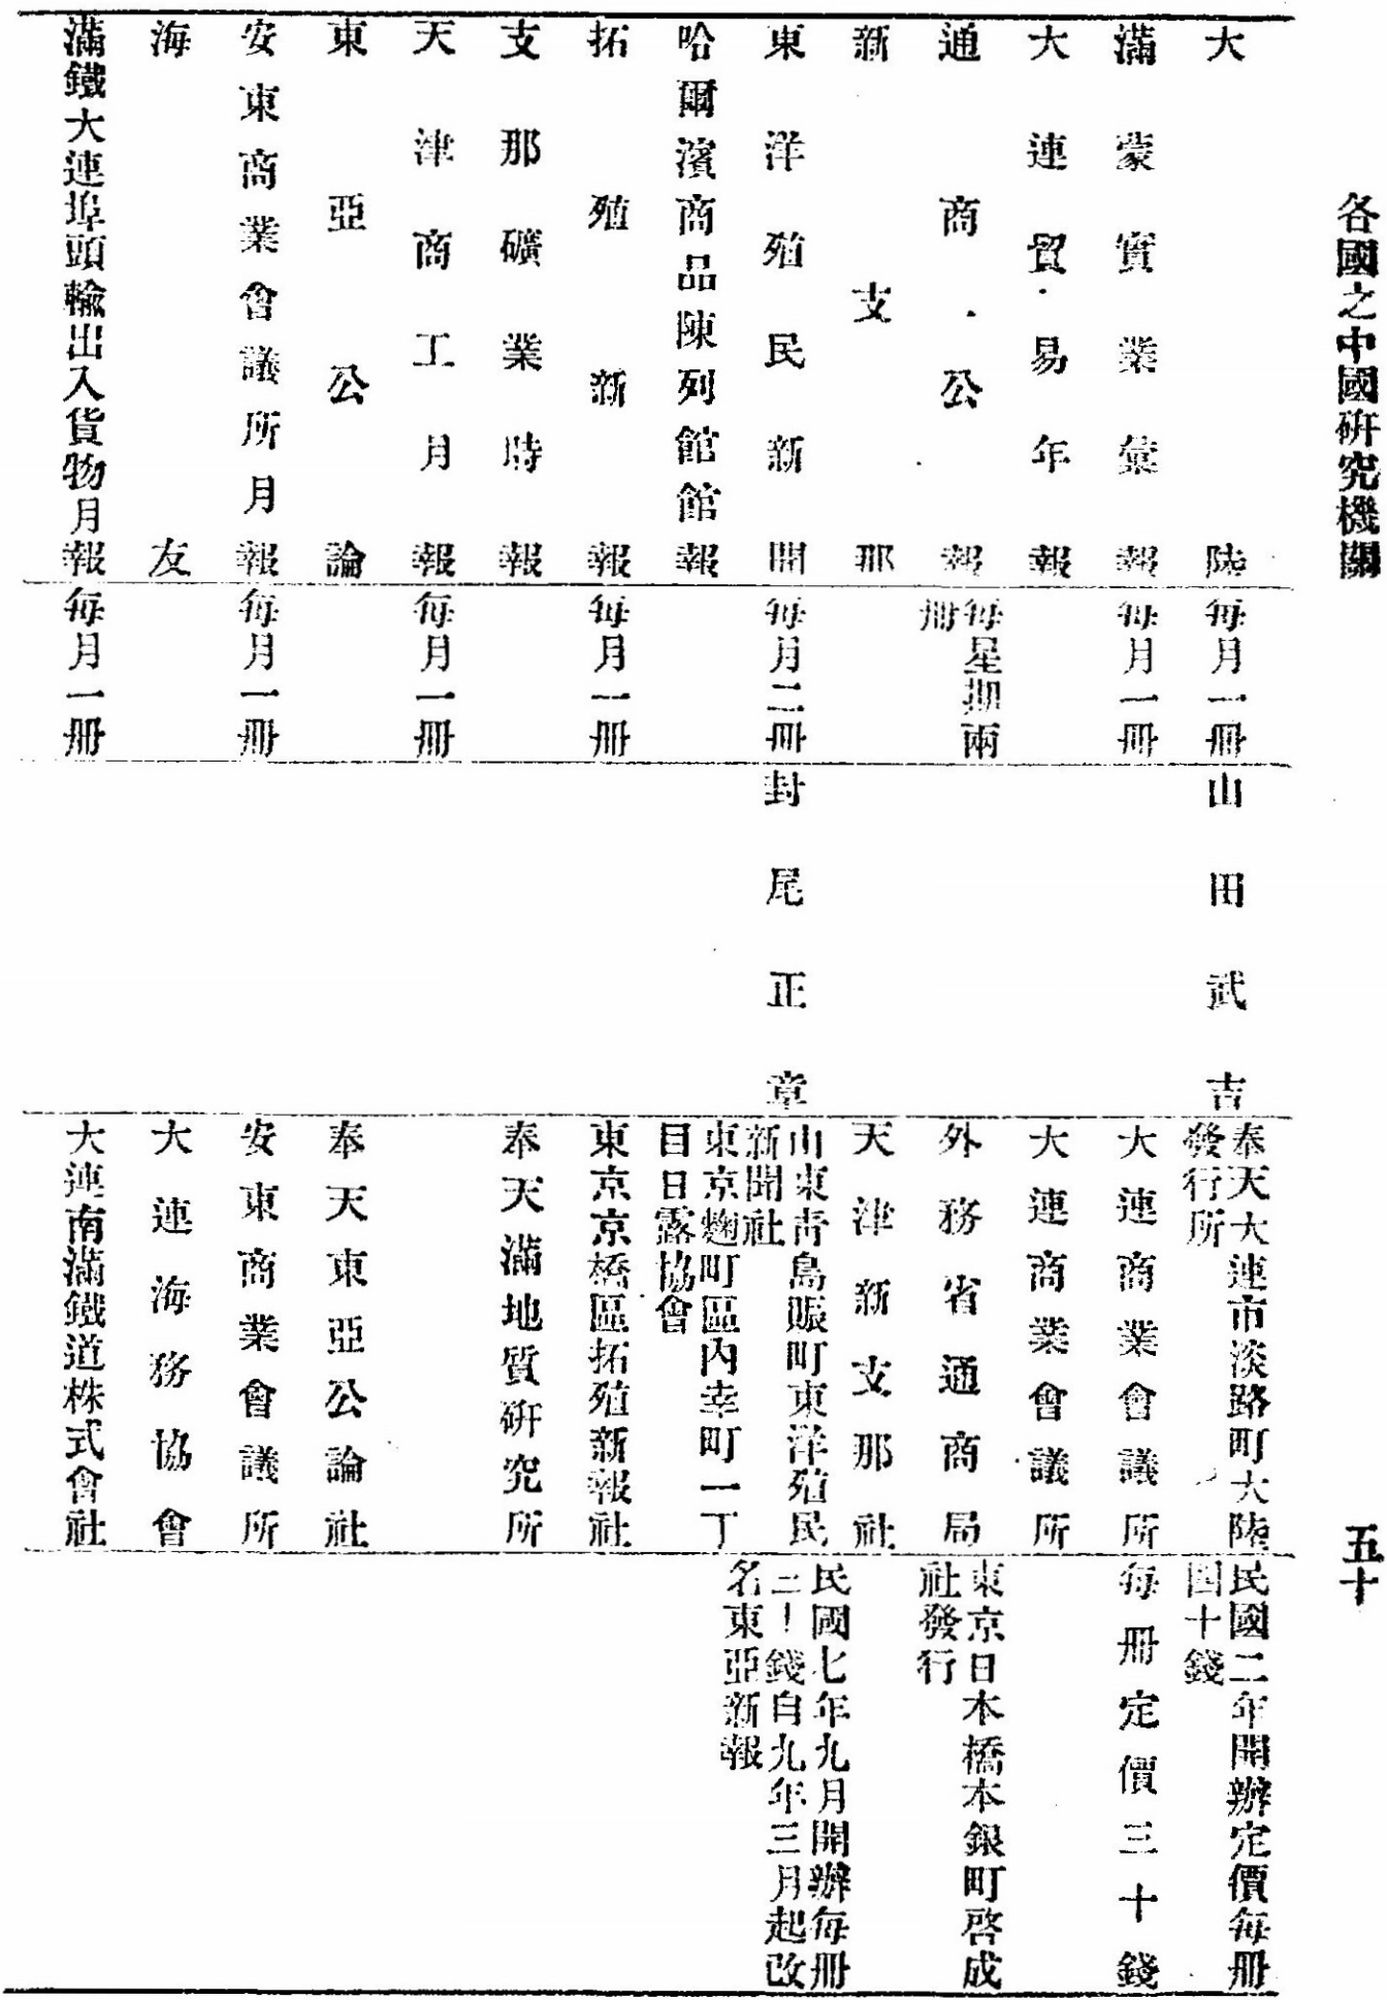 各國之中國硏究機關
五十
大陸
每月一冊
山田武吉
奉天大連市淡路町大陸
發行所
民國二年開辦定價每冊
四十錢
滿蒙實業彙報
每月一冊
大連商業會議所
每冊定價三十錢
大連貿易年報
大連商業會議所
通商公報
每星期兩
冊
外務省通商局
東京日本橋本銀町啓成
社發行
新支那
天津新支那社
東洋殖民新聞
每月二冊
封尾正章
山東靑島賑町東洋殖民
新聞社
民國七年九月開辦每冊
二十錢自九年三月起改
名東亞新報
哈爾濱商品陳列館館報
東京麴町區內幸町一丁
目日露協會
拓殖新報
每月一冊
東京京橋區拓殖新報社
支那礦業時報
奉天滿地質硏究所
天津商工月報
每月一冊
東亞公論
奉天東亞公論社
安東商業會議所月報
每月一冊
安東商業會議所
海友
大連海務協會
滿鐵大連埠頭輸出入貨物月報
每月一冊
大連南滿鐵道株式會社